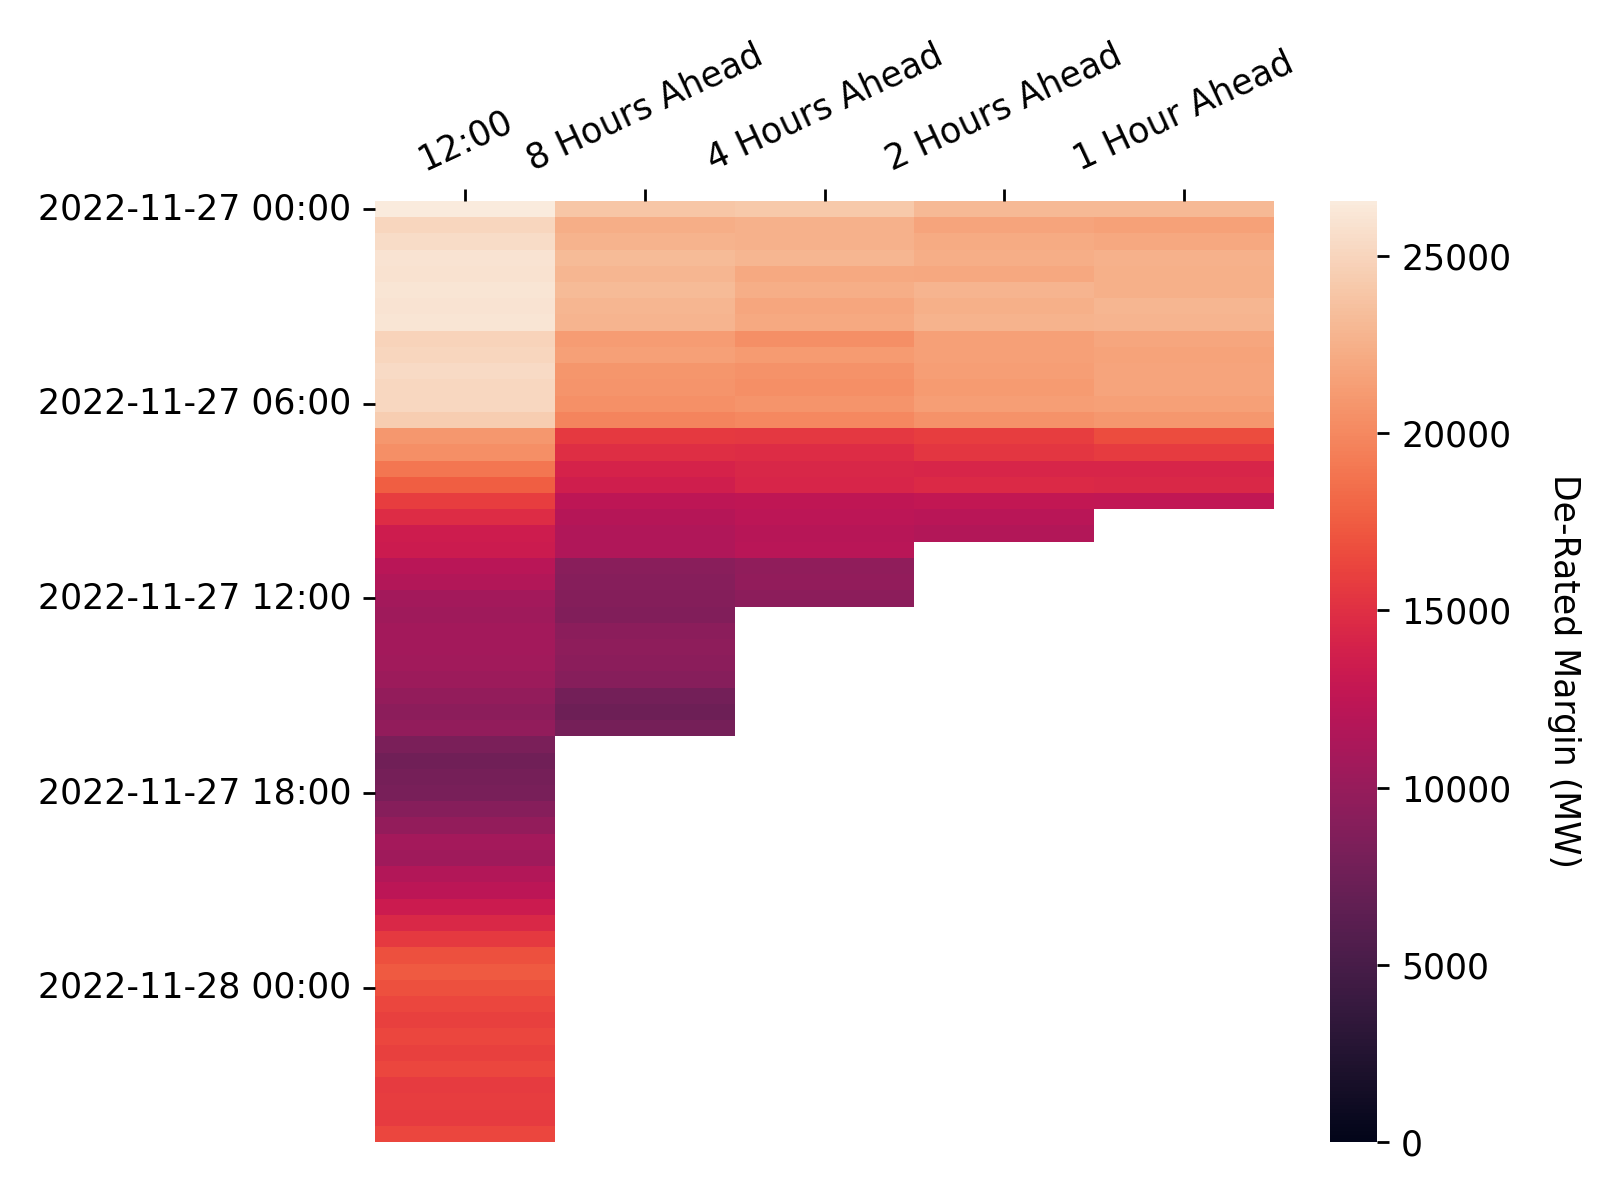 12:00
8 Hours Ahead
4 Hours Ahead
2 Hours Ahead
1 Hour Ahead
2022-11-27 00:00
2022-11-27 06:00
2022-11-27 12:00
2022-11-27 18:00
2022-11-28 00:00
25000
20000
15000
10000
5000
0
De-Rated Margin (MW)